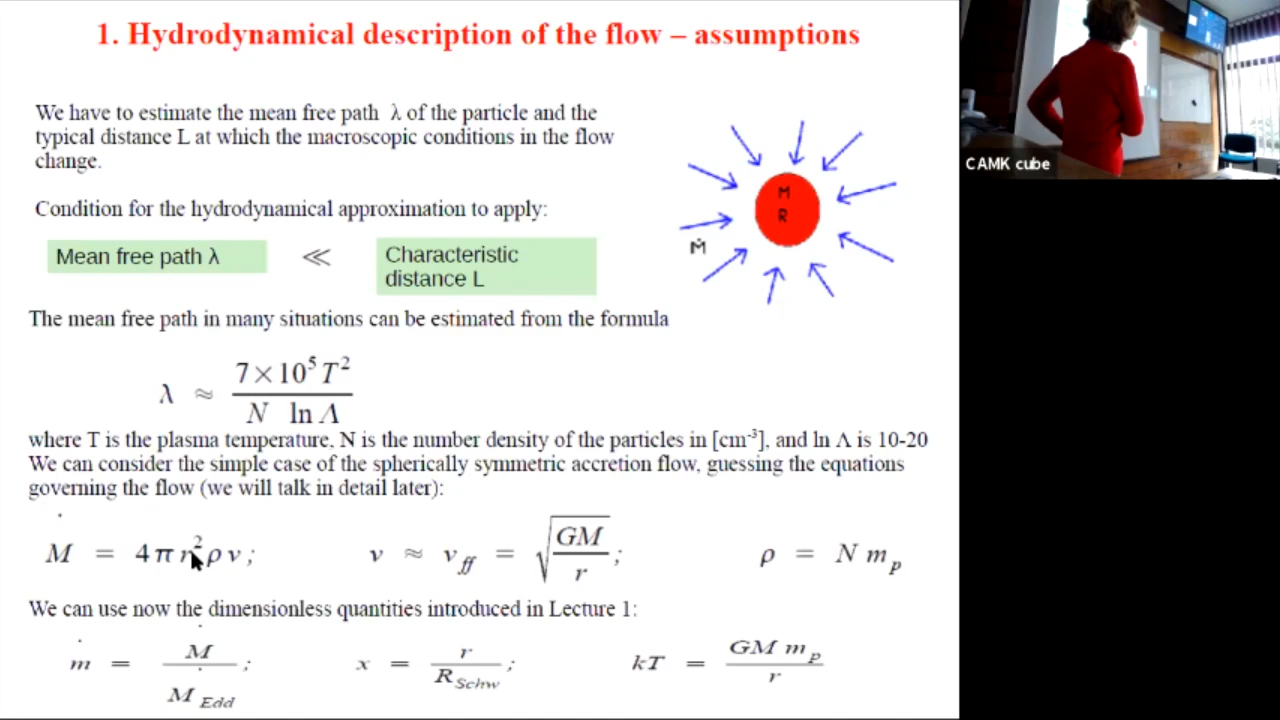 1. Hydrodynamical description of the flow – assumptions
We have to estimate the mean free path λ of the particle and the
typical distance L at which the macroscopic conditions in the flow
change.
Condition for the hydrodynamical approximation to apply:
Mean free path λ ≪ Characteristic
distance L
M
R
Ṁ
CAMK cube
The mean free path in many situations can be estimated from the formula
λ ≈ 7×10⁵ T² / N ln Λ
where T is the plasma temperature, N is the number density of the particles in [cm⁻³], and ln Λ is 10-20
We can consider the simple case of the spherically symmetric accretion flow, guessing the equations
governing the flow (we will talk in detail later):
Ṁ = 4 π r² ρ v ; v ≈ v_ff = √(GM / r) ; ρ = N m_p
We can use now the dimensionless quantities introduced in Lecture 1:
ṁ = Ṁ / Ṁ_Edd ; x = r / R_Schw ; kT = GM m_p / r